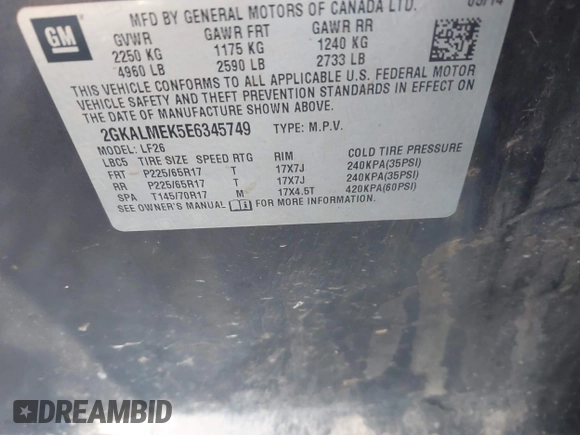 MFD BY GENERAL MOTORS OF CANADA LTD.
GM
GVWR GAWR FRT GAWR RR
2250 KG 1175 KG 1240 KG
4960 LB 2590 LB 2733 LB
THIS VEHICLE CONFORMS TO ALL APPLICABLE U.S. FEDERAL MOTOR
VEHICLE SAFETY AND THEFT PREVENTION STANDARDS IN EFFECT ON
THE DATE OF MANUFACTURE SHOWN ABOVE.
2GKALMEK5E6345749 TYPE: M.P.V.
MODEL: LF26
LBC5 TIRE SIZE SPEED RTG RIM COLD TIRE PRESSURE
FRT P225/65R17 T 17X7J 240KPA(35PSI)
RR P225/65R17 T 17X7J 240KPA(35PSI)
SPA T145/70R17 M 17X4.5T 420KPA(60PSI)
SEE OWNER'S MANUAL FOR MORE INFORMATION.
DREAMBID